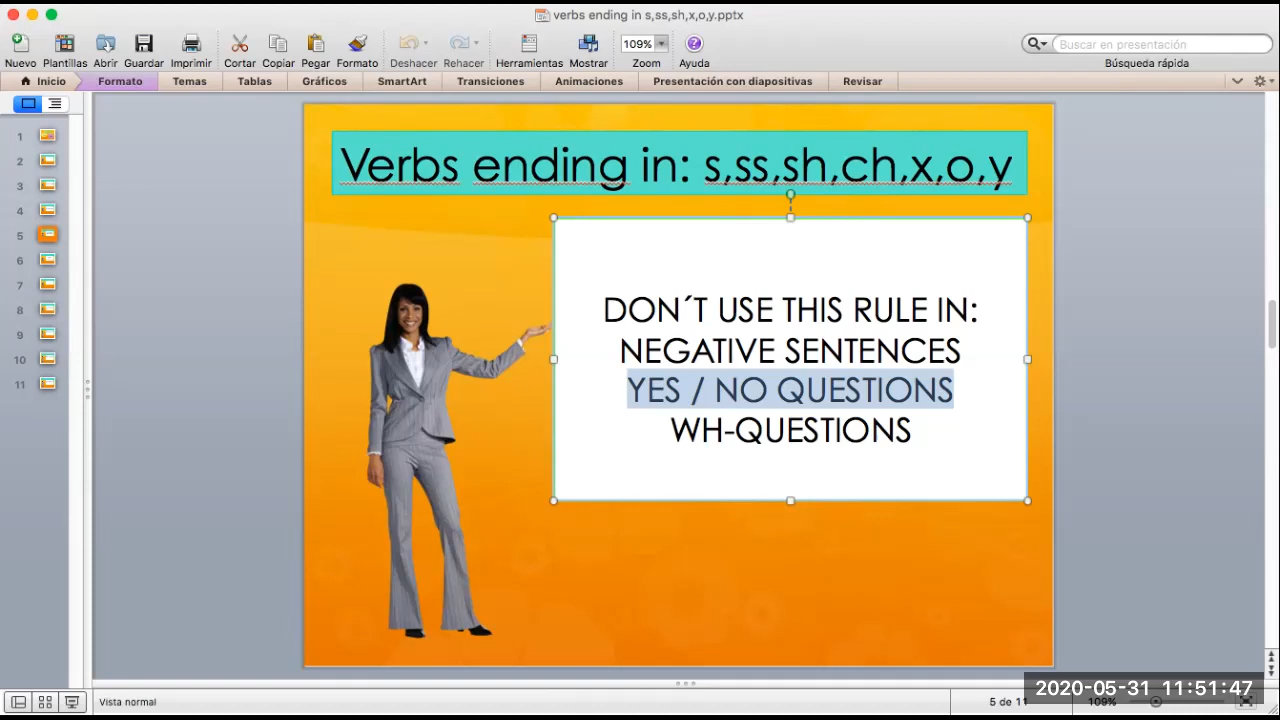 verbs ending in s,ss,sh,x,o,y.pptx
109%
Buscar en presentación
Nuevo Plantillas Abrir Guardar Imprimir Cortar Copiar Pegar Formato Deshacer Rehacer Herramientas Mostrar Zoom Ayuda Búsqueda rápida
Inicio Formato Temas Tablas Gráficos SmartArt Transiciones Animaciones Presentación con diapositivas Revisar
1
2
3
4
5
6
7
8
9
10
11
Verbs ending in: s,ss,sh,ch,x,o,y
DON´T USE THIS RULE IN:
NEGATIVE SENTENCES
YES / NO QUESTIONS
WH-QUESTIONS
2020-05-31 11:51:47
Vista normal 5 de 11 109%